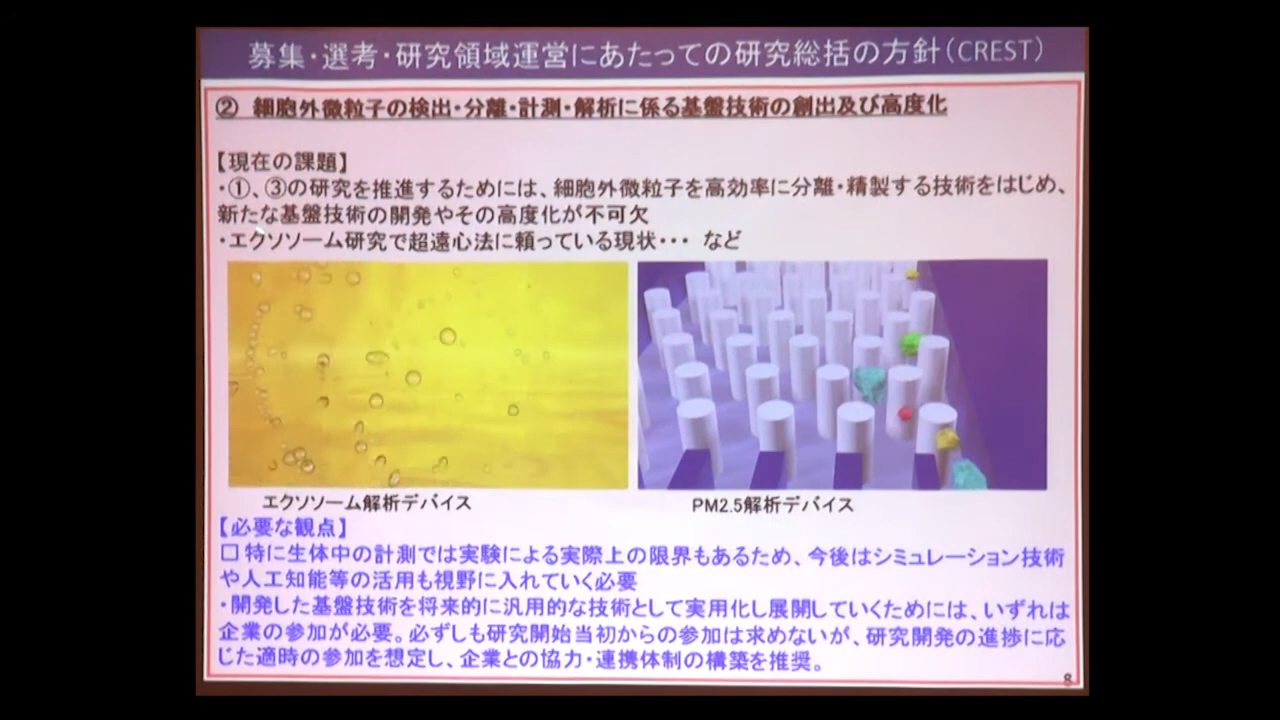 募集・選考・研究領域運営にあたっての研究総括の方針(CREST)
② 細胞外微粒子の検出・分離・計測・解析に係る基盤技術の創出及び高度化
【現在の課題】
・①、③の研究を推進するためには、細胞外微粒子を高効率に分離・精製する技術をはじめ、
新たな基盤技術の開発やその高度化が不可欠
・エクソソーム研究で超遠心法に頼っている現状・・・ など
エクソソーム解析デバイス
PM2.5解析デバイス
【必要な観点】
□ 特に生体中の計測では実験による実際上の限界もあるため、今後はシミュレーション技術
や人工知能等の活用も視野に入れていく必要
・開発した基盤技術を将来的に汎用的な技術として実用化し展開していくためには、いずれは
企業の参加が必要。必ずしも研究開始当初からの参加は求めないが、研究開発の進捗に応
じた適時の参加を想定し、企業との協力・連携体制の構築を推奨。
8